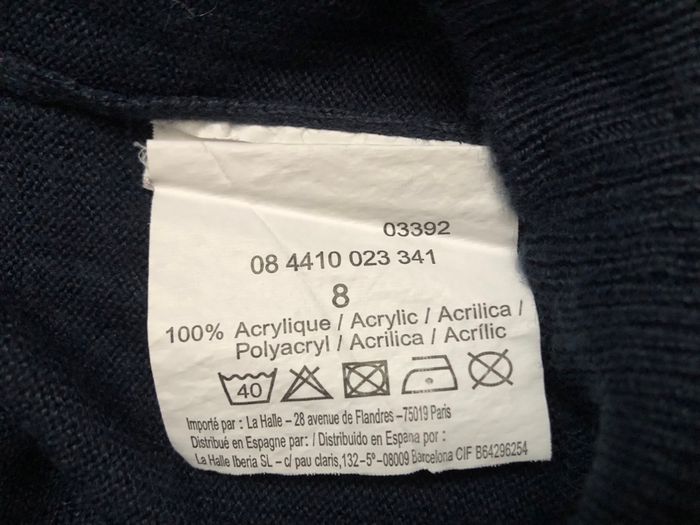 03392
08 4410 023 341
8
100% Acrylique / Acrylic / Acrilica /
Polyacryl / Acrilica / Acrílic
40
Importé par : La Halle – 28 avenue de Flandres –75019 Paris
Distribué en Espagne par: / Distribuido en Espana por :
La Halle Iberia SL – c/ pau claris,132-5º-08009 Barcelona CIF B64296254